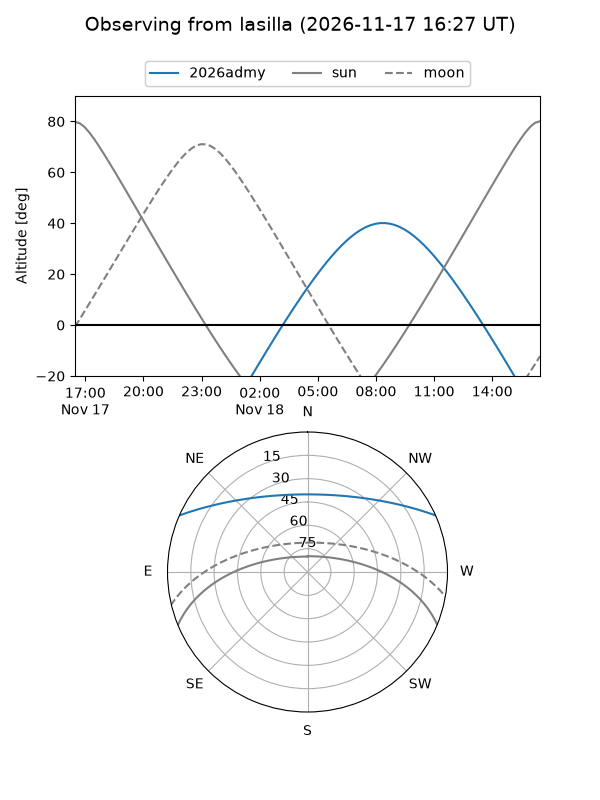 Observing from lasilla (2026-11-17 16:27 UT)
2026admy sun moon
Altitude [deg]
80
60
40
20
0
−20
17:00 20:00 23:00 02:00 05:00 08:00 11:00 14:00
Nov 17 Nov 18
N
NE NW
15
30
45
60
75
E W
SE SW
S